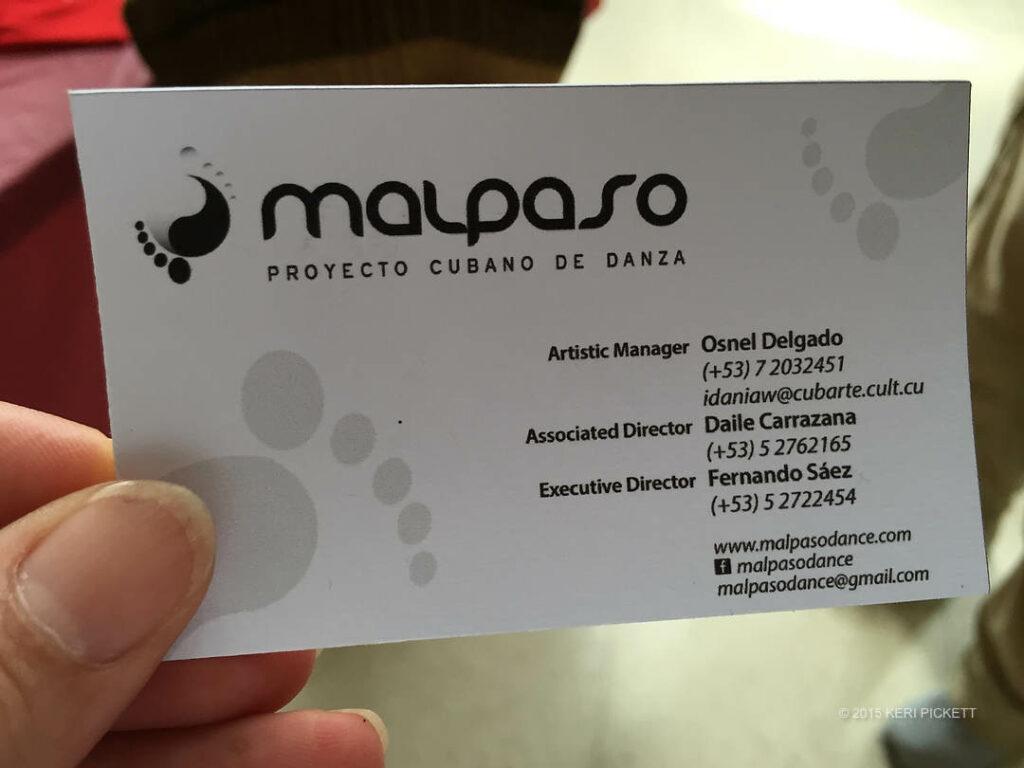 malpaso
PROYECTO CUBANO DE DANZA
Artistic Manager Osnel Delgado
(+53) 7 2032451
idaniaw@cubarte.cult.cu
Associated Director Daile Carrazana
(+53) 5 2762165
Executive Director Fernando Sáez
(+53) 5 2722454
www.malpasodance.com
f malpasodance
malpasodance@gmail.com
© 2015 KERI PICKETT